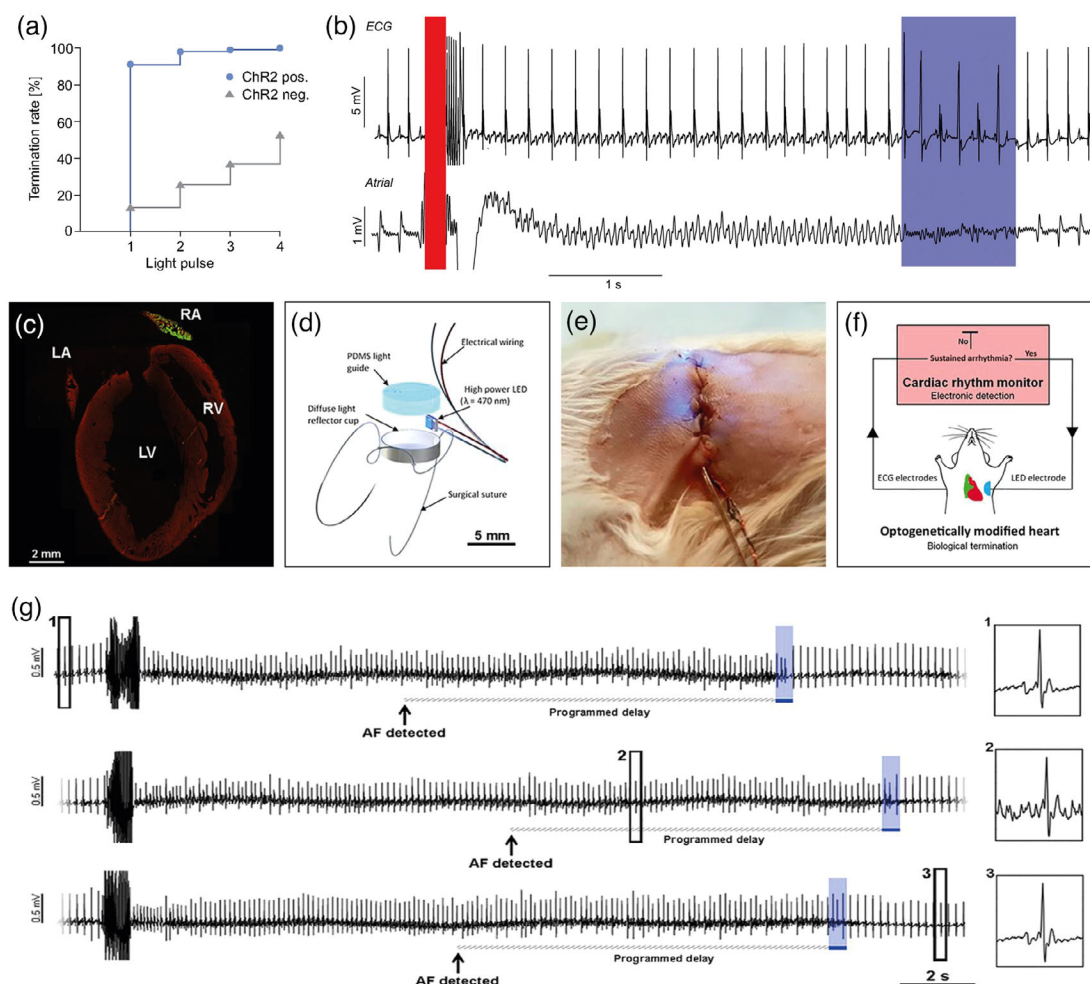 (a)
Termination rate [%]
100
80
60
40
20
0
ChR2 pos.
ChR2 neg.
1 2 3 4
Light pulse
(b)
ECG
5 mV
Atrial
1 mV
1 s
(c)
RA
LA
RV
LV
2 mm
(d)
Electrical wiring
PDMS light
guide
High power LED
(λ = 470 nm)
Diffuse light
reflector cup
Surgical suture
5 mm
(e)
(f)
No
Sustained arrhythmia?
Yes
Cardiac rhythm monitor
Electronic detection
ECG electrodes
LED electrode
Optogenetically modified heart
Biological termination
(g)
1
0.5 mV
Programmed delay
AF detected
1
2
0.5 mV
Programmed delay
AF detected
2
3
0.5 mV
Programmed delay
AF detected
2 s
3